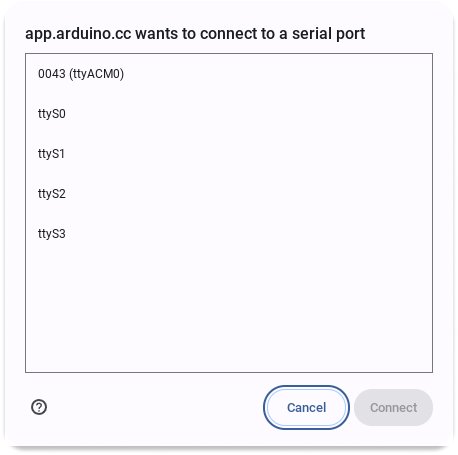 app.arduino.cc wants to connect to a serial port
0043 (ttyACM0)
ttyS0
ttyS1
ttyS2
ttyS3
Cancel
Connect